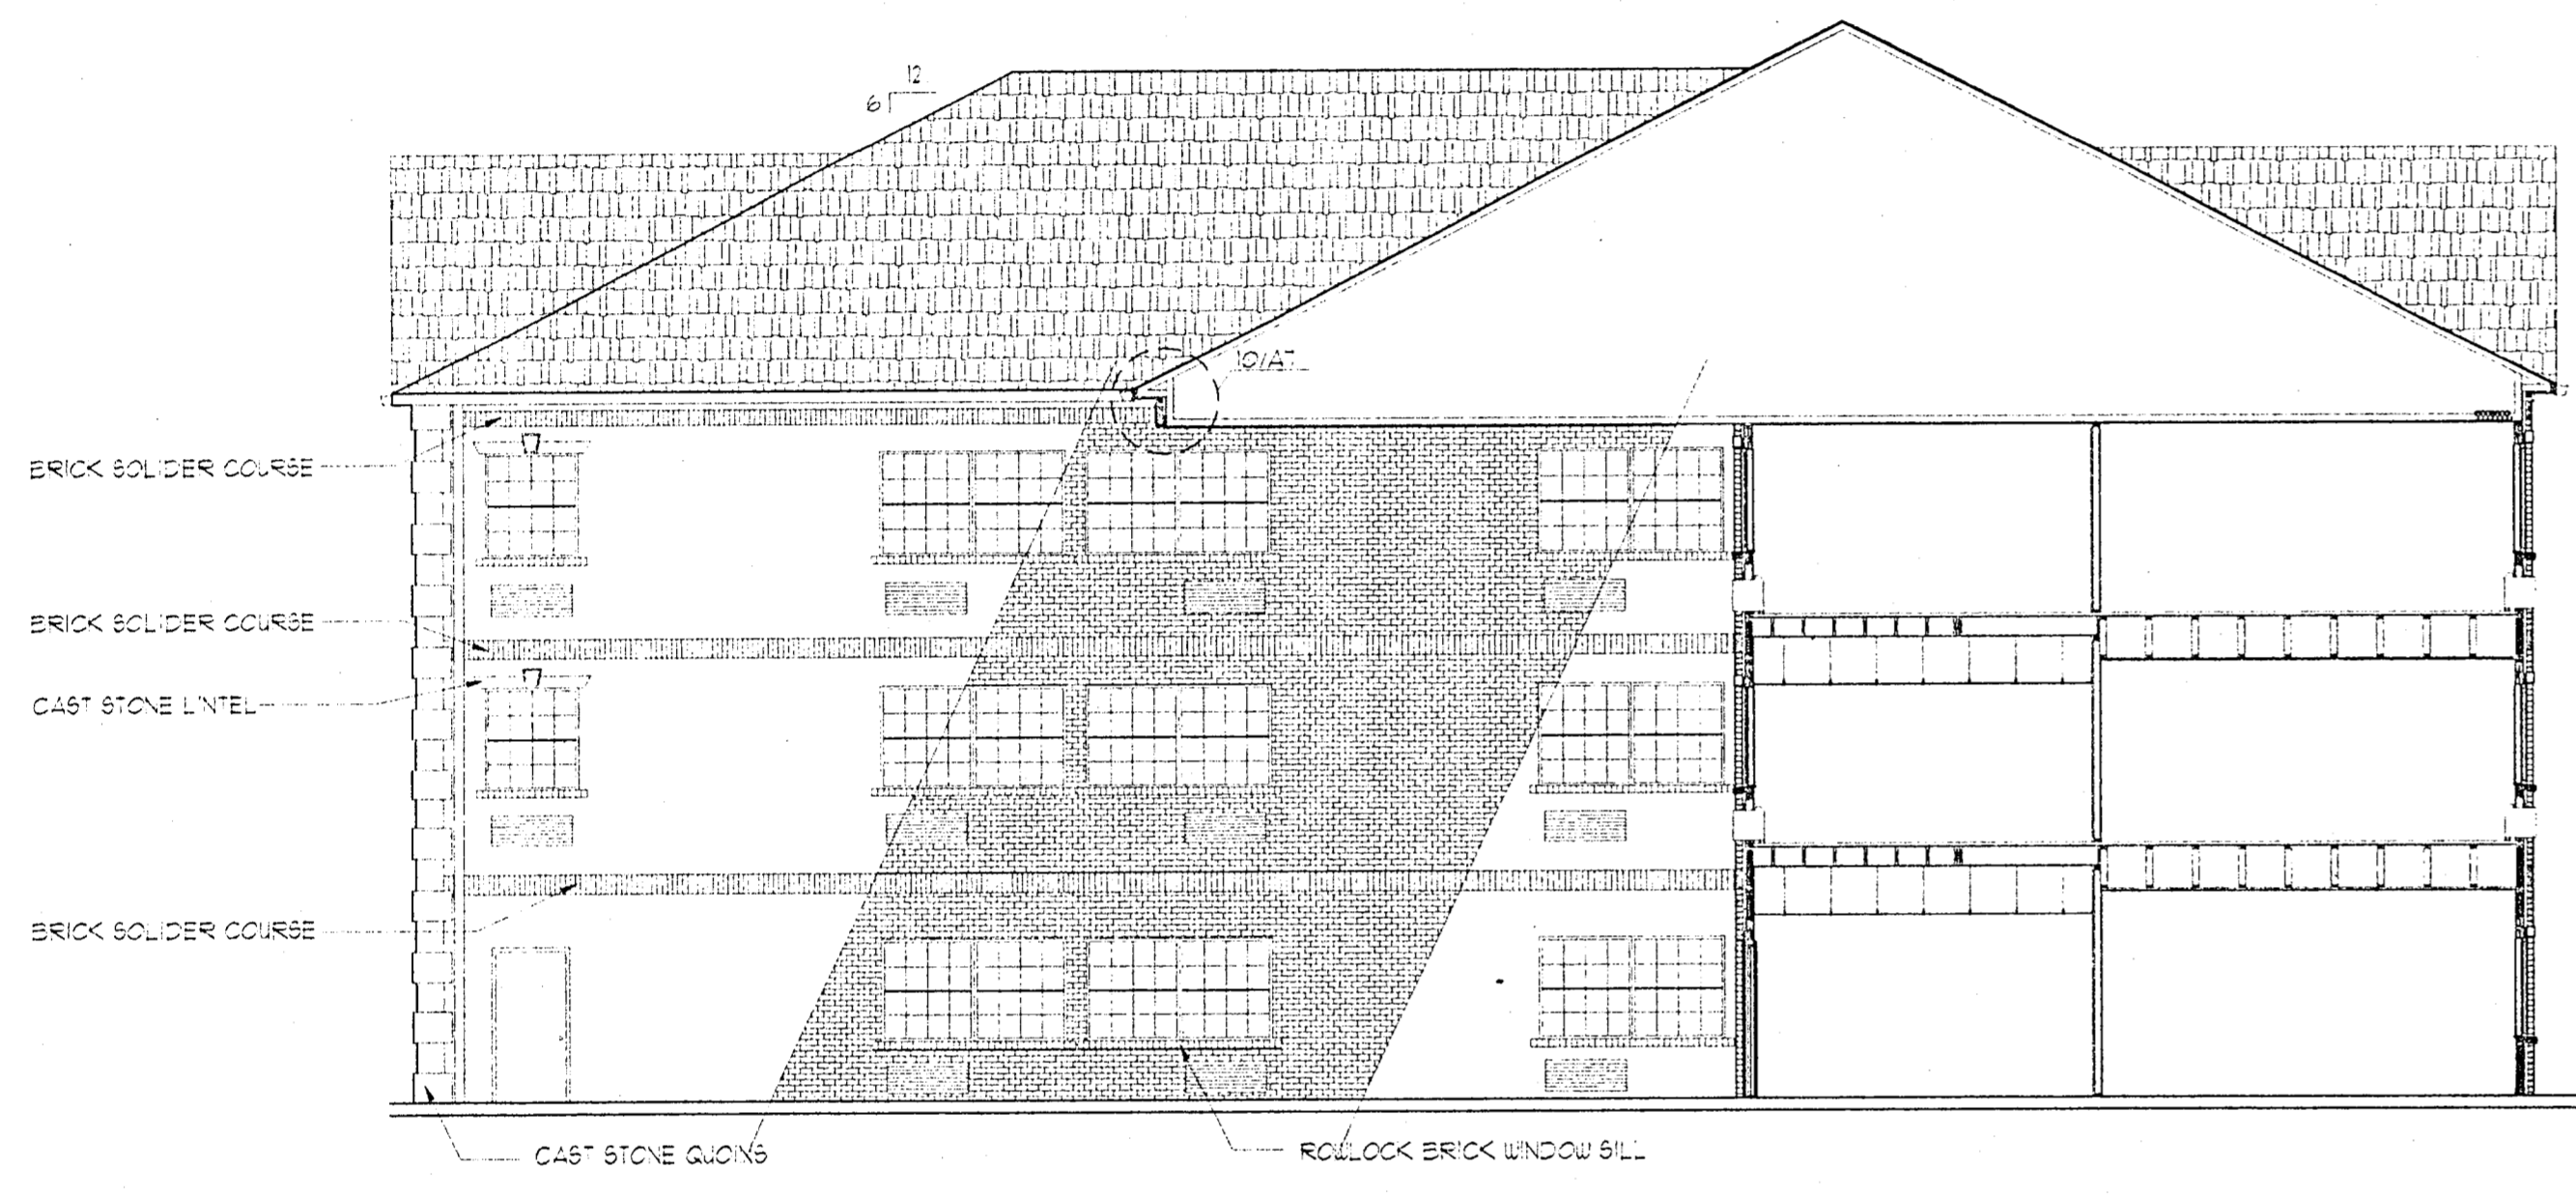 12
6
10/A7
BRICK SOLIDER COURSE
BRICK SOLIDER COURSE
CAST STONE LINTEL
BRICK SOLIDER COURSE
CAST STONE QUOINS
ROWLOCK BRICK WINDOW SILL